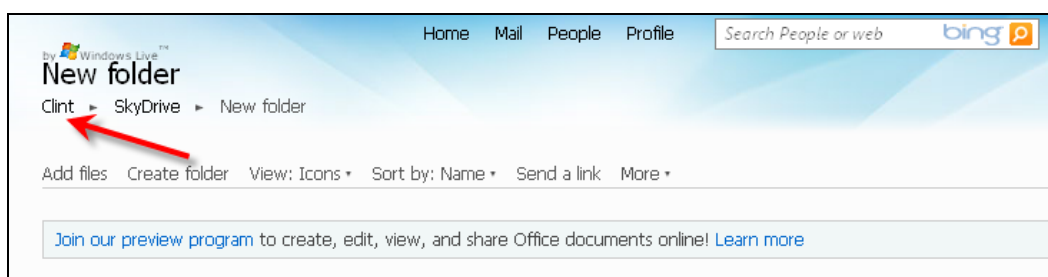 Home Mail People Profile Search People or web bing
by Windows Live™
New folder
Clint ► SkyDrive ► New folder
Add files Create folder View: Icons ▾ Sort by: Name ▾ Send a link More ▾
Join our preview program to create, edit, view, and share Office documents online! Learn more